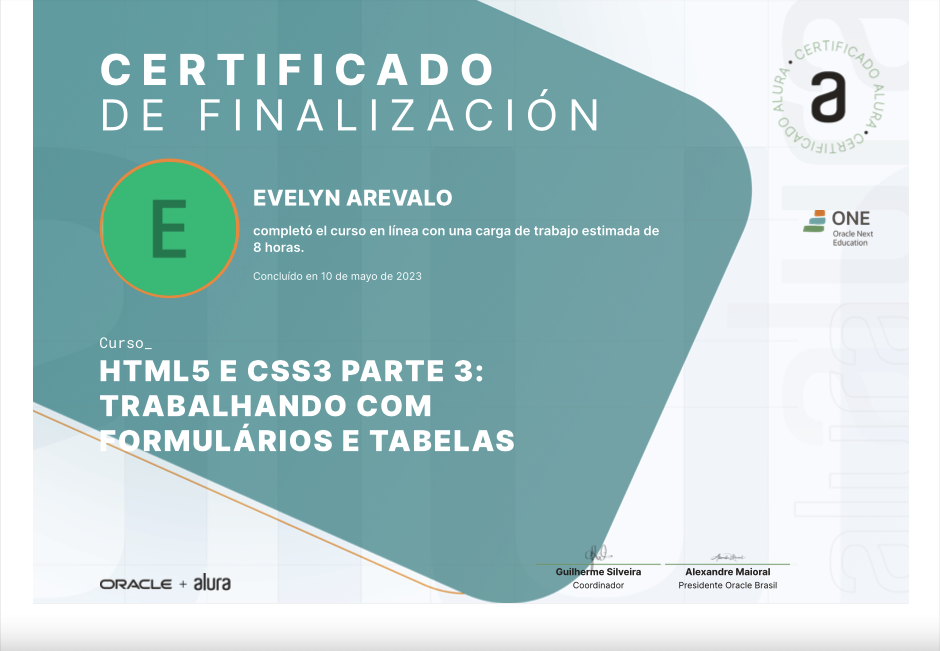 CERTIFICADO
DE FINALIZACIÓN
CERTIFICADO ALURA • CERTIFICADO ALURA •
a
ONE
Oracle Next
Education
E
EVELYN AREVALO
completó el curso en línea con una carga de trabajo estimada de
8 horas.
Concluído en 10 de mayo de 2023
Curso_
HTML5 E CSS3 PARTE 3:
TRABALHANDO COM
FORMULÁRIOS E TABELAS
ORACLE + alura
Guilherme Silveira
Coordinador
Alexandre Maioral
Presidente Oracle Brasil
alura
alura